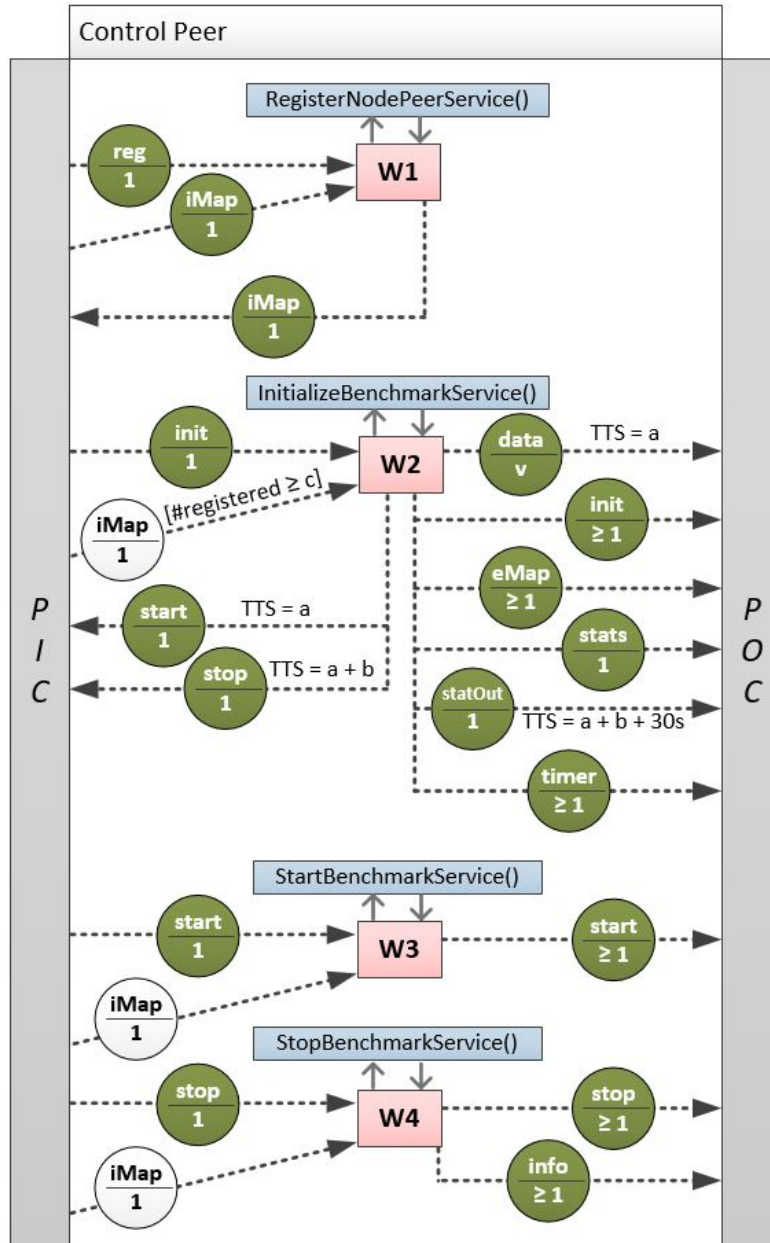 Control Peer
RegisterNodePeerService()
reg
1
W1
iMap
1
iMap
1
InitializeBenchmarkService()
init
1
W2
data
v
TTS = a
[#registered ≥ c]
iMap
1
init
≥ 1
eMap
≥ 1
start
1
TTS = a
stats
1
stop
1
TTS = a + b
statOut
1
TTS = a + b + 30s
timer
≥ 1
P
I
C
P
O
C
StartBenchmarkService()
start
1
W3
start
≥ 1
iMap
1
StopBenchmarkService()
stop
1
W4
stop
≥ 1
iMap
1
info
≥ 1